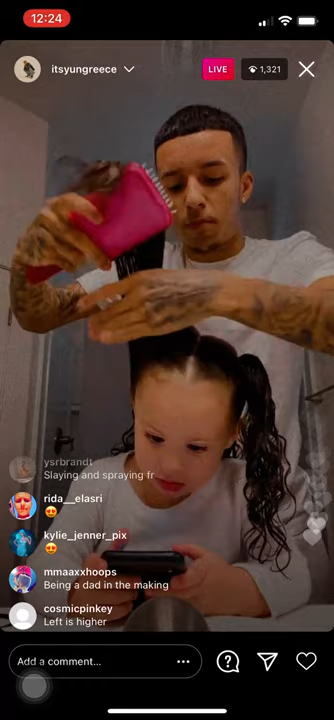 12:24
itsyungreece
LIVE
1,321
ysrbrandt
Slaying and spraying fr
rida__elasri
😍
kylie_jenner_pix
😍
mmaaxxhoops
Being a dad in the making
cosmicpinkey
Left is higher
Add a comment...